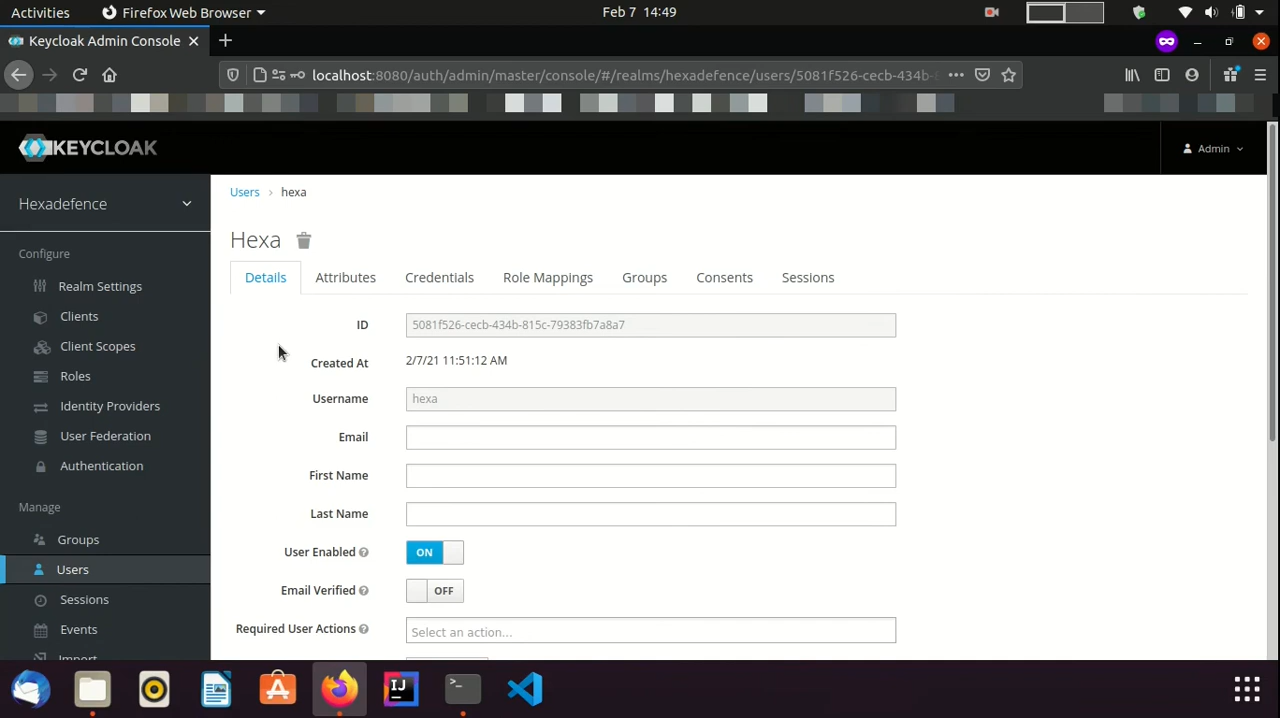 Activities
Firefox Web Browser
Feb 7 14:49
Keycloak Admin Console
localhost:8080/auth/admin/master/console/#/realms/hexadefence/users/5081f526-cecb-434b-8
KEYCLOAK
Admin
Hexadefence
Configure
Realm Settings
Clients
Client Scopes
Roles
Identity Providers
User Federation
Authentication
Manage
Groups
Users
Sessions
Events
Import
Users › hexa
Hexa
Details Attributes Credentials Role Mappings Groups Consents Sessions
ID 5081f526-cecb-434b-815c-79383fb7a8a7
Created At 2/7/21 11:51:12 AM
Username hexa
Email
First Name
Last Name
User Enabled ON
Email Verified OFF
Required User Actions Select an action...